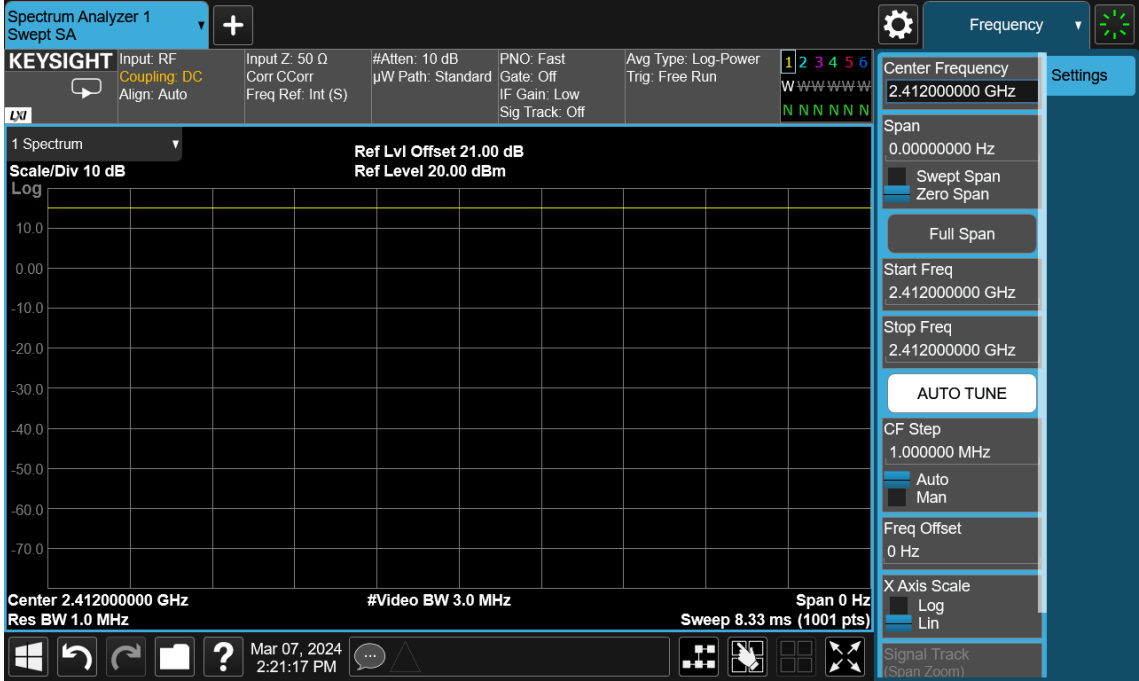 Spectrum Analyzer 1
Swept SA
+
Frequency
KEYSIGHT
LXI
Input: RF
Coupling: DC
Align: Auto
Input Z: 50 Ω
Corr CCorr
Freq Ref: Int (S)
#Atten: 10 dB
µW Path: Standard
PNO: Fast
Gate: Off
IF Gain: Low
Sig Track: Off
Avg Type: Log-Power
Trig: Free Run
1 2 3 4 5 6
W W W W W W
N N N N N N
1 Spectrum
Scale/Div 10 dB
Log
Ref Lvl Offset 21.00 dB
Ref Level 20.00 dBm
10.0
0.00
-10.0
-20.0
-30.0
-40.0
-50.0
-60.0
-70.0
Center 2.412000000 GHz
Res BW 1.0 MHz
#Video BW 3.0 MHz
Span 0 Hz
Sweep 8.33 ms (1001 pts)
?
Mar 07, 2024
2:21:17 PM
Center Frequency
2.412000000 GHz
Span
0.00000000 Hz
Swept Span
Zero Span
Full Span
Start Freq
2.412000000 GHz
Stop Freq
2.412000000 GHz
AUTO TUNE
CF Step
1.000000 MHz
Auto
Man
Freq Offset
0 Hz
X Axis Scale
Log
Lin
Signal Track
(Span Zoom)
Settings